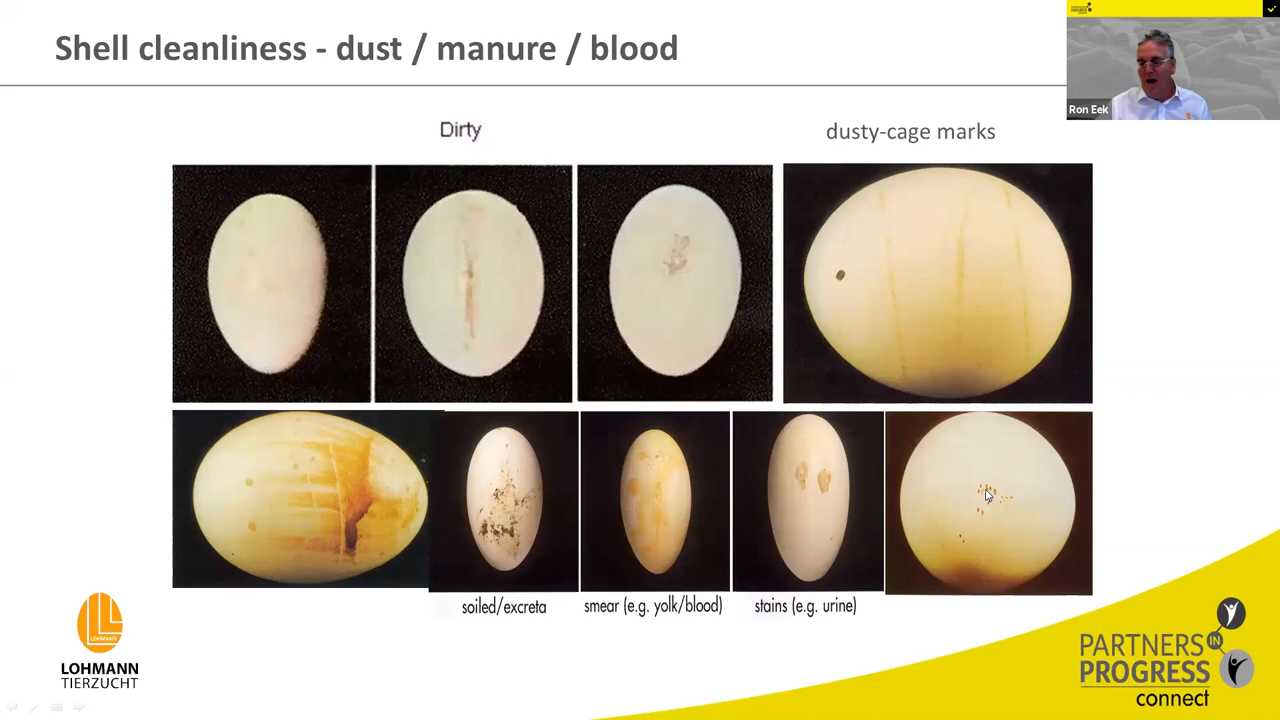 Shell cleanliness - dust / manure / blood
Ron Eek
Dirty
dusty-cage marks
soiled/excreta
smear (e.g. yolk/blood)
stains (e.g. urine)
LOHMANN
LOHMANN
TIERZUCHT
PARTNERS
IN
PROGRESS
connect